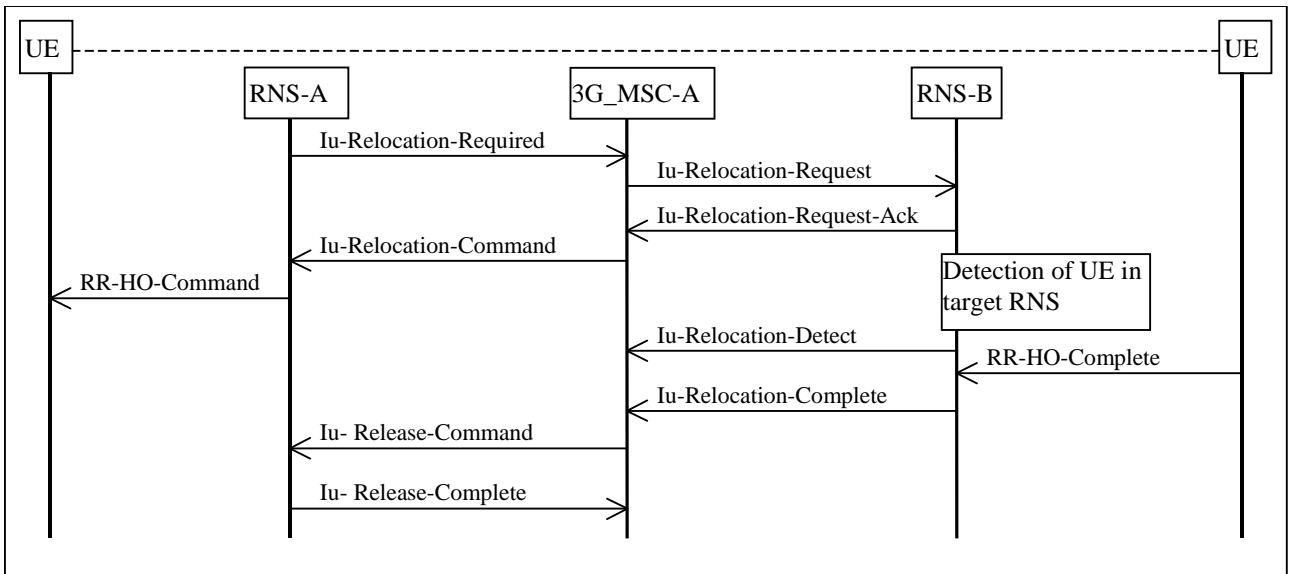 UE
UE
RNS-A
3G_MSC-A
RNS-B
Iu-Relocation-Required
Iu-Relocation-Request
Iu-Relocation-Request-Ack
Iu-Relocation-Command
Detection of UE in
target RNS
RR-HO-Command
Iu-Relocation-Detect
RR-HO-Complete
Iu-Relocation-Complete
Iu- Release-Command
Iu- Release-Complete